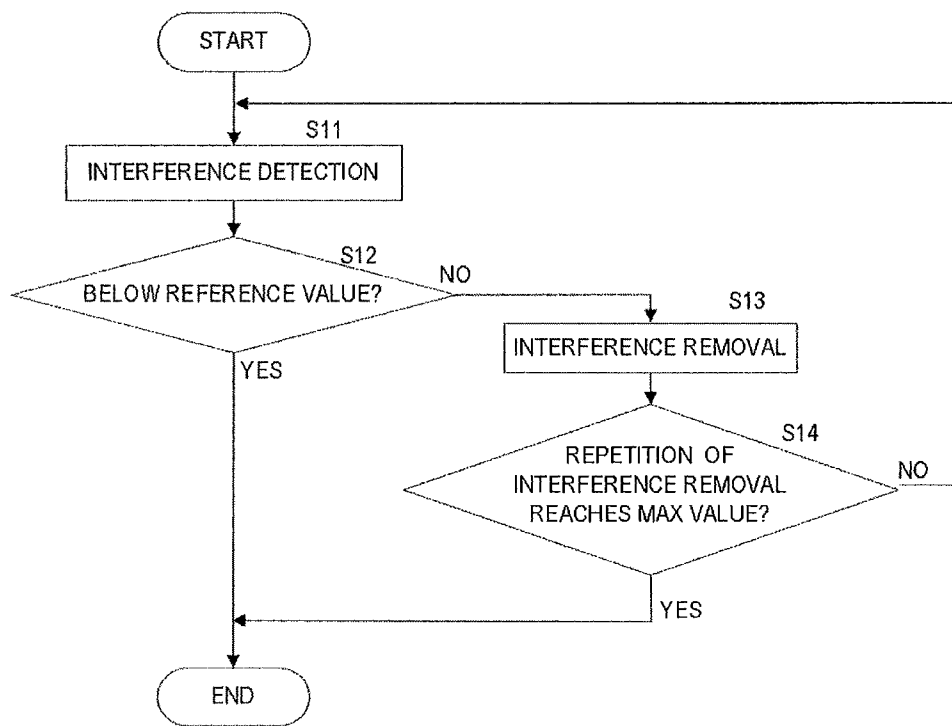 START
S11
INTERFERENCE DETECTION
S12
BELOW REFERENCE VALUE?
NO
YES
S13
INTERFERENCE REMOVAL
S14
REPETITION OF
INTERFERENCE REMOVAL
REACHES MAX VALUE?
NO
YES
END